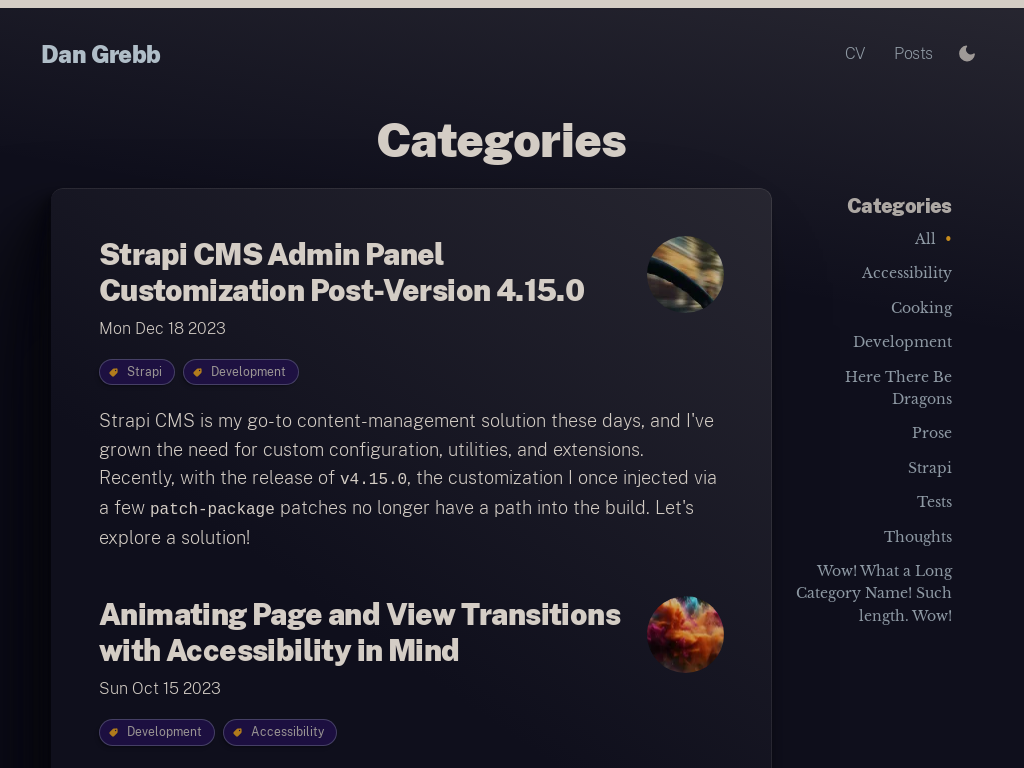 Dan Grebb
CV
Posts
Categories
Strapi CMS Admin Panel
Customization Post-Version 4.15.0
Mon Dec 18 2023
Strapi
Development
Strapi CMS is my go-to content-management solution these days, and I've
grown the need for custom configuration, utilities, and extensions.
Recently, with the release of v4.15.0, the customization I once injected via
a few patch-package patches no longer have a path into the build. Let's
explore a solution!
Animating Page and View Transitions
with Accessibility in Mind
Sun Oct 15 2023
Development
Accessibility
Categories
All
Accessibility
Cooking
Development
Here There Be
Dragons
Prose
Strapi
Tests
Thoughts
Wow! What a Long
Category Name! Such
length. Wow!